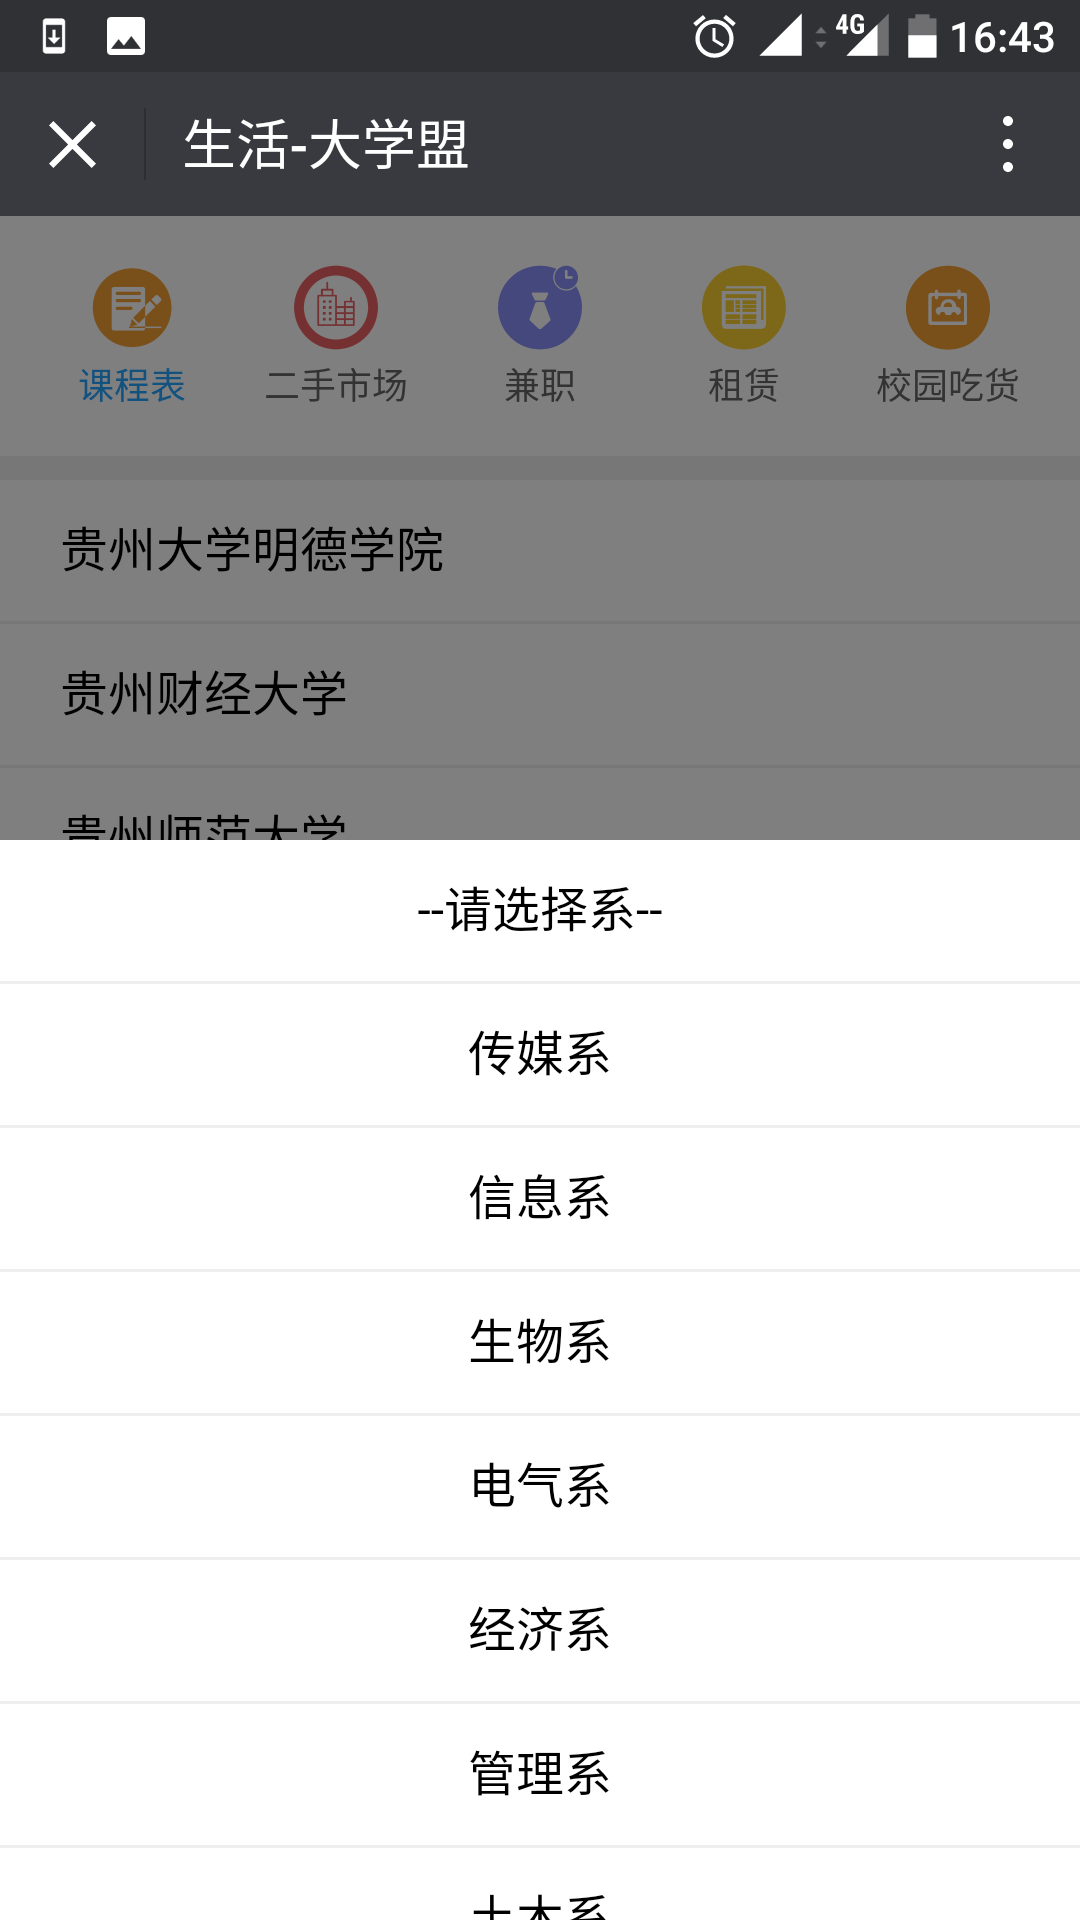 4G 16:43
生活-大学盟
课程表 二手市场 兼职 租赁 校园吃货
贵州大学明德学院
贵州财经大学
贵州师范大学
--请选择系--
传媒系
信息系
生物系
电气系
经济系
管理系
土木系